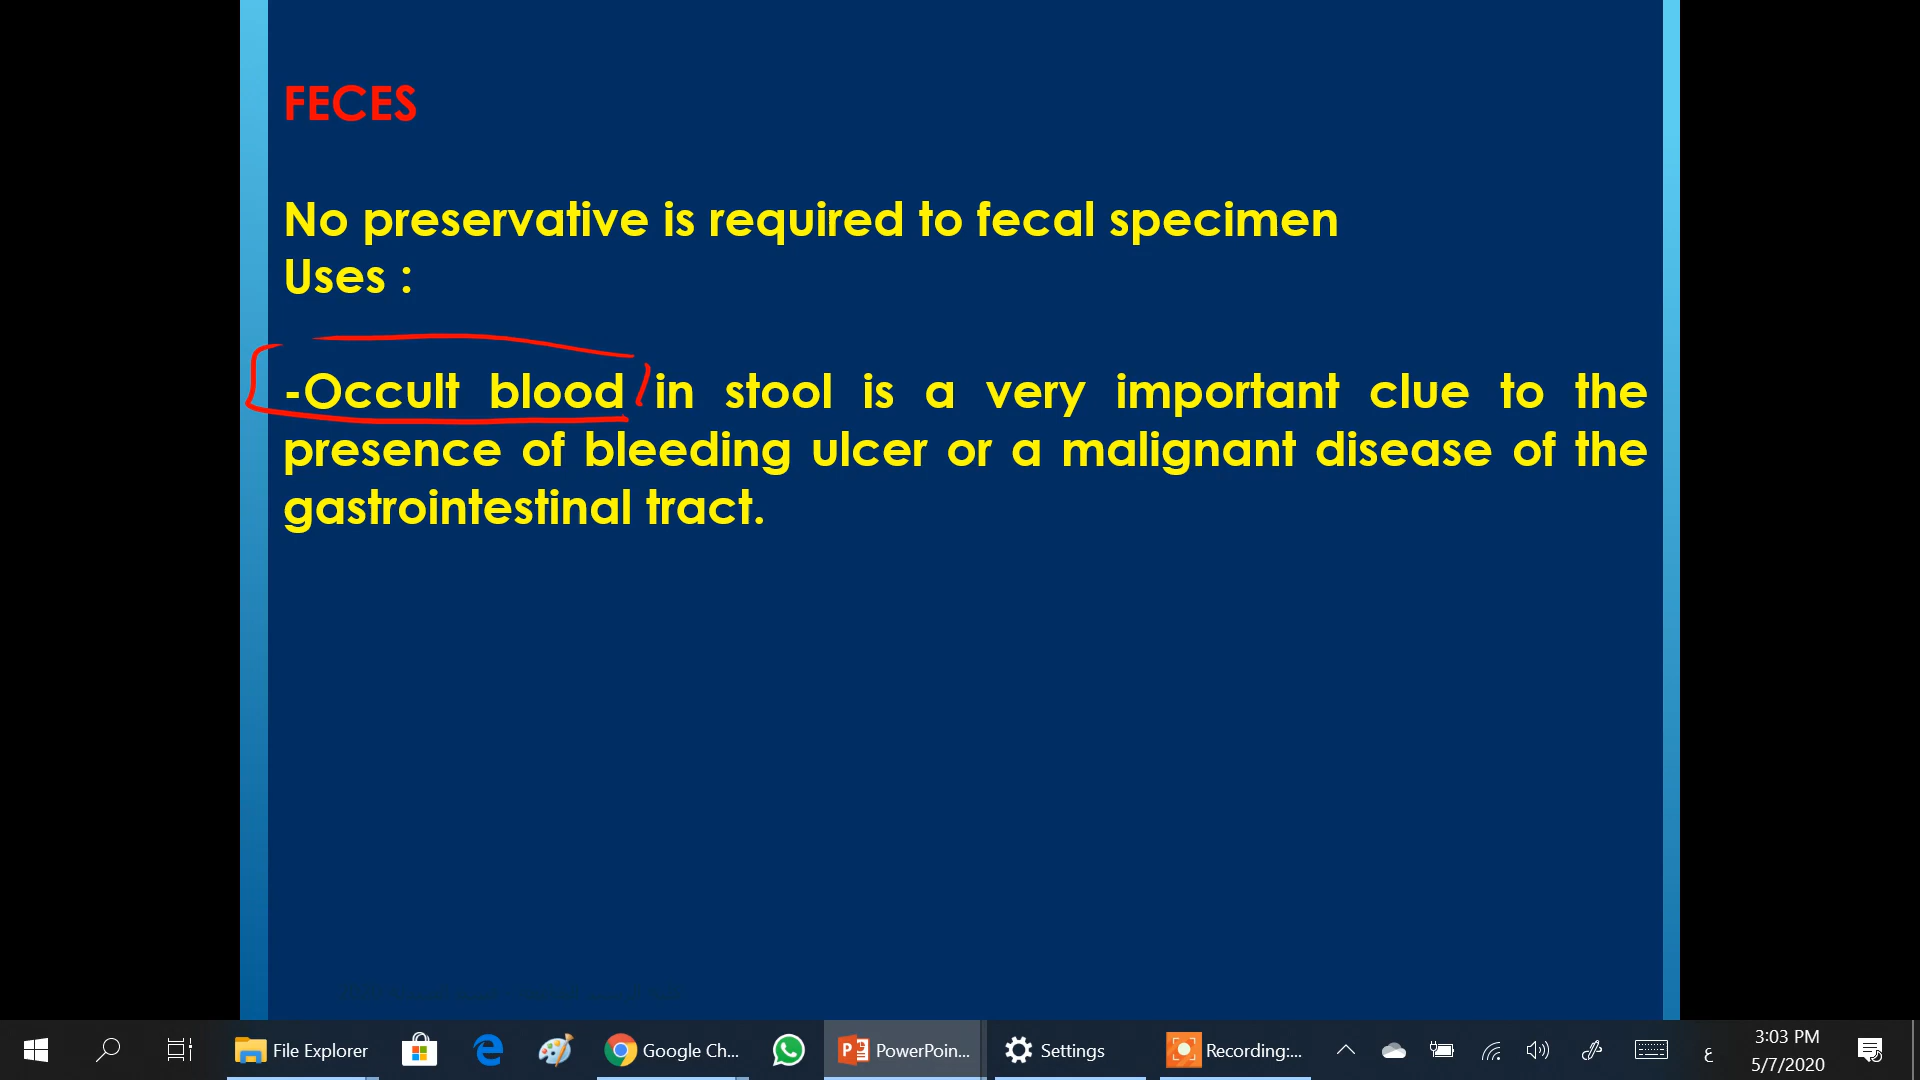 FECES
No preservative is required to fecal specimen
Uses :
-Occult blood in stool is a very important clue to the
presence of bleeding ulcer or a malignant disease of the
gastrointestinal tract.
File Explorer
Google Ch...
PowerPoin...
Settings
Recording:...
ع
3:03 PM
5/7/2020